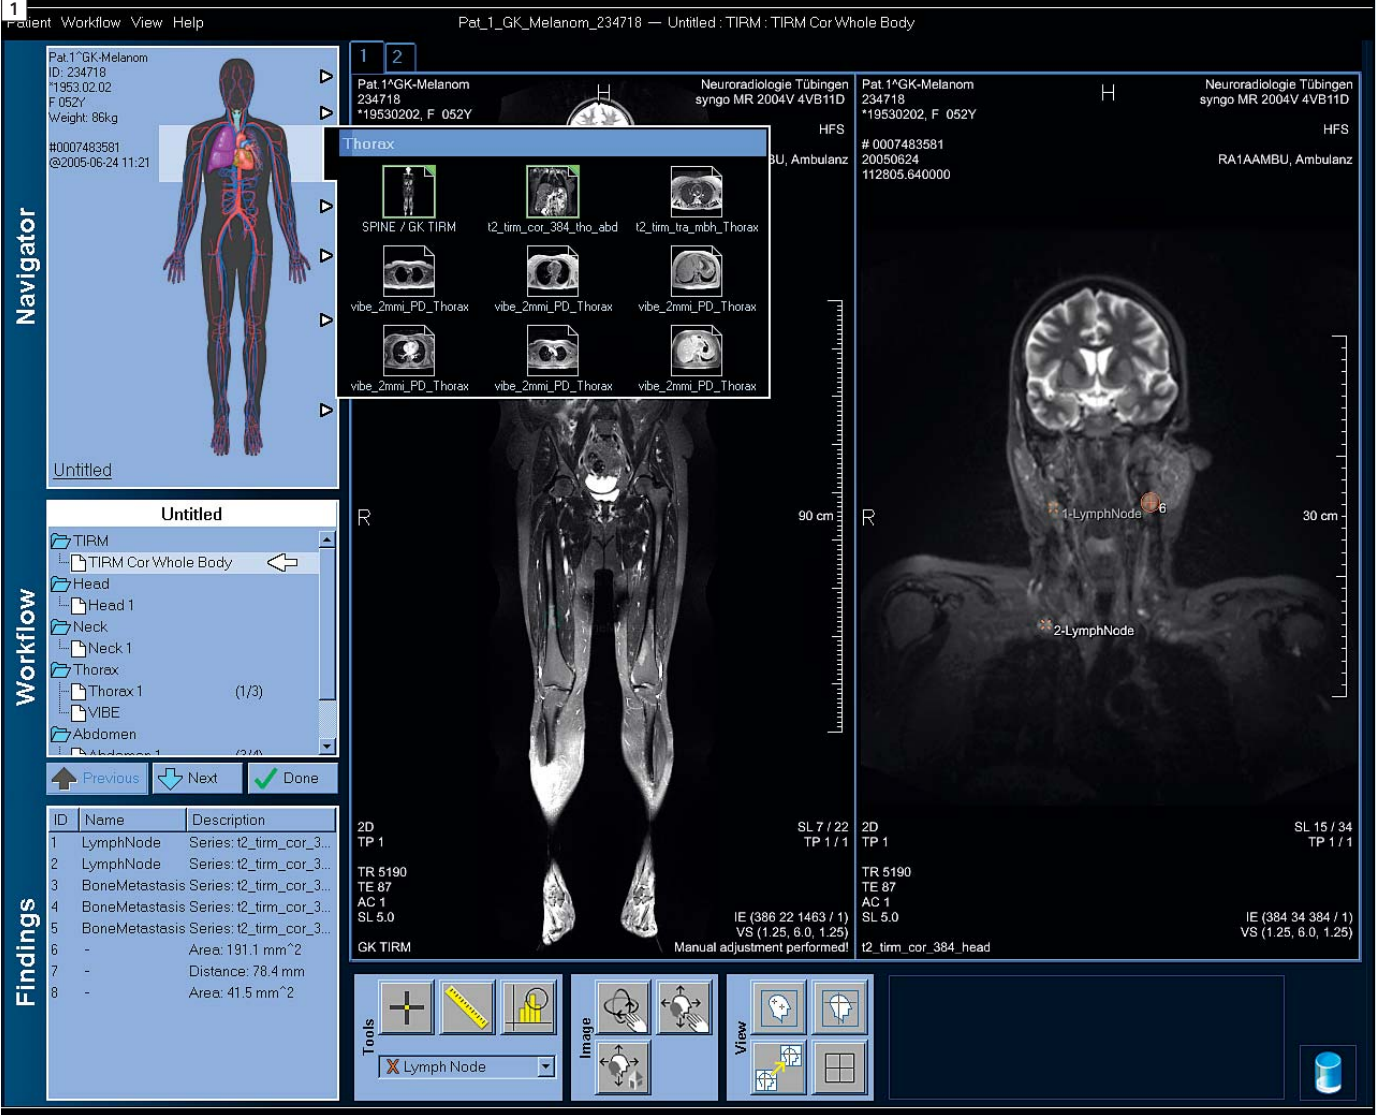 1
Patient Workflow View Help
Pat_1_GK_Melanom_234718 — Untitled : TIRM : TIRM Cor Whole Body
Navigator
Pat.1^GK-Melanom
ID: 234718
*1953.02.02
F 052Y
Weight: 86kg
#0007483581
@2005-06-24 11:21
Untitled
1
2
Pat.1^GK-Melanom
234718
*19530202, F 052Y
H
Neuroradiologie Tübingen
syngo MR 2004V 4VB11D
HFS
BU, Ambulanz
Thorax
SPINE / GK TIRM
t2_tirm_cor_384_tho_abd
t2_tirm_tra_mbh_Thorax
vibe_2mmi_PD_Thorax
vibe_2mmi_PD_Thorax
vibe_2mmi_PD_Thorax
vibe_2mmi_PD_Thorax
vibe_2mmi_PD_Thorax
vibe_2mmi_PD_Thorax
R
90 cm
2D
TP 1
TR 5190
TE 87
AC 1
SL 5.0
GK TIRM
SL 7 / 22
TP 1 / 1
IE (386 22 1463 / 1)
VS (1.25, 6.0, 1.25)
Manual adjustment performed!
Pat.1^GK-Melanom
234718
*19530202, F 052Y
# 0007483581
20050624
112805.640000
H
Neuroradiologie Tübingen
syngo MR 2004V 4VB11D
HFS
RA1AAMBU, Ambulanz
R
1-LymphNode
6
2-LymphNode
30 cm
2D
TP 1
TR 5190
TE 87
AC 1
SL 5.0
t2_tirm_cor_384_head
SL 15 / 34
TP 1 / 1
IE (384 34 384 / 1)
VS (1.25, 6.0, 1.25)
Workflow
Untitled
TIRM
TIRM Cor Whole Body
Head
Head 1
Neck
Neck 1
Thorax
Thorax 1 (1/3)
VIBE
Abdomen
Abdomen 1 (3/4)
Previous
Next
Done
Findings
ID Name Description
1 LymphNode Series: t2_tirm_cor_3...
2 LymphNode Series: t2_tirm_cor_3...
3 BoneMetastasis Series: t2_tirm_cor_3...
4 BoneMetastasis Series: t2_tirm_cor_3...
5 BoneMetastasis Series: t2_tirm_cor_3...
6 - Area: 191.1 mm^2
7 - Distance: 78.4 mm
8 - Area: 41.5 mm^2
Tools
X Lymph Node
Image
View